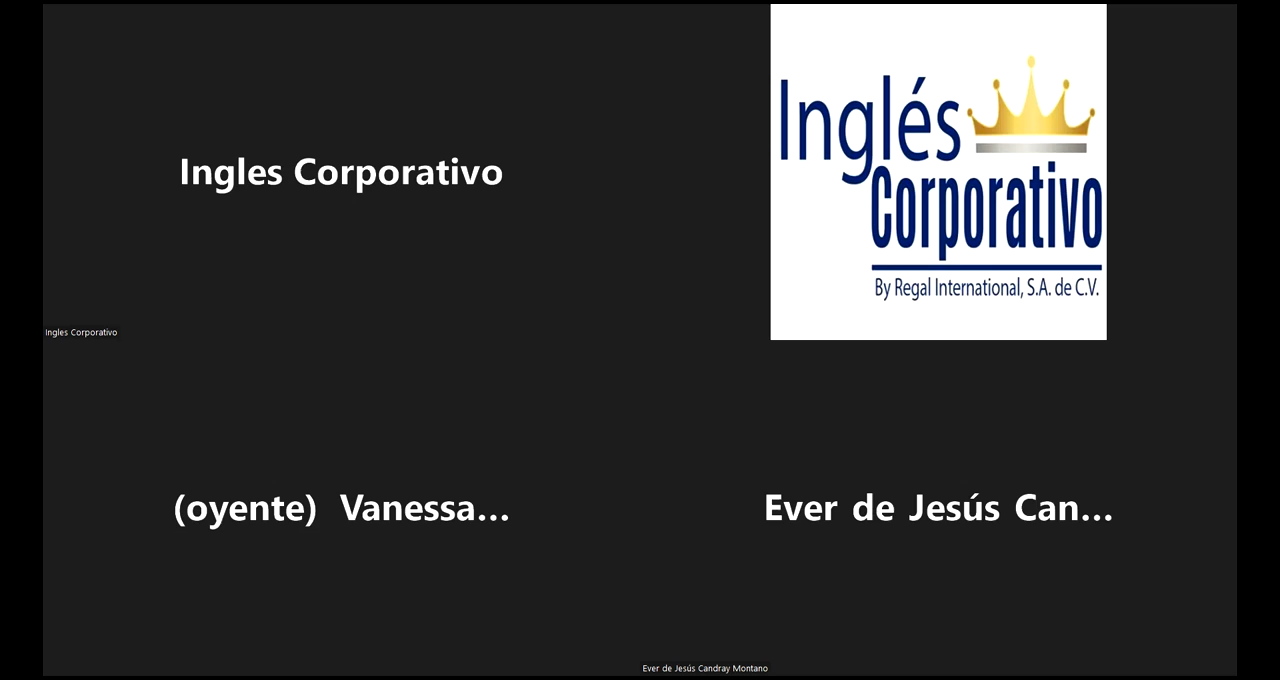 Ingles Corporativo
Inglés
Corporativo
By Regal International, S.A. de C.V.
Ingles Corporativo
(oyente) Vanessa...
Ever de Jesús Can...
Ever de Jesús Candray Montano